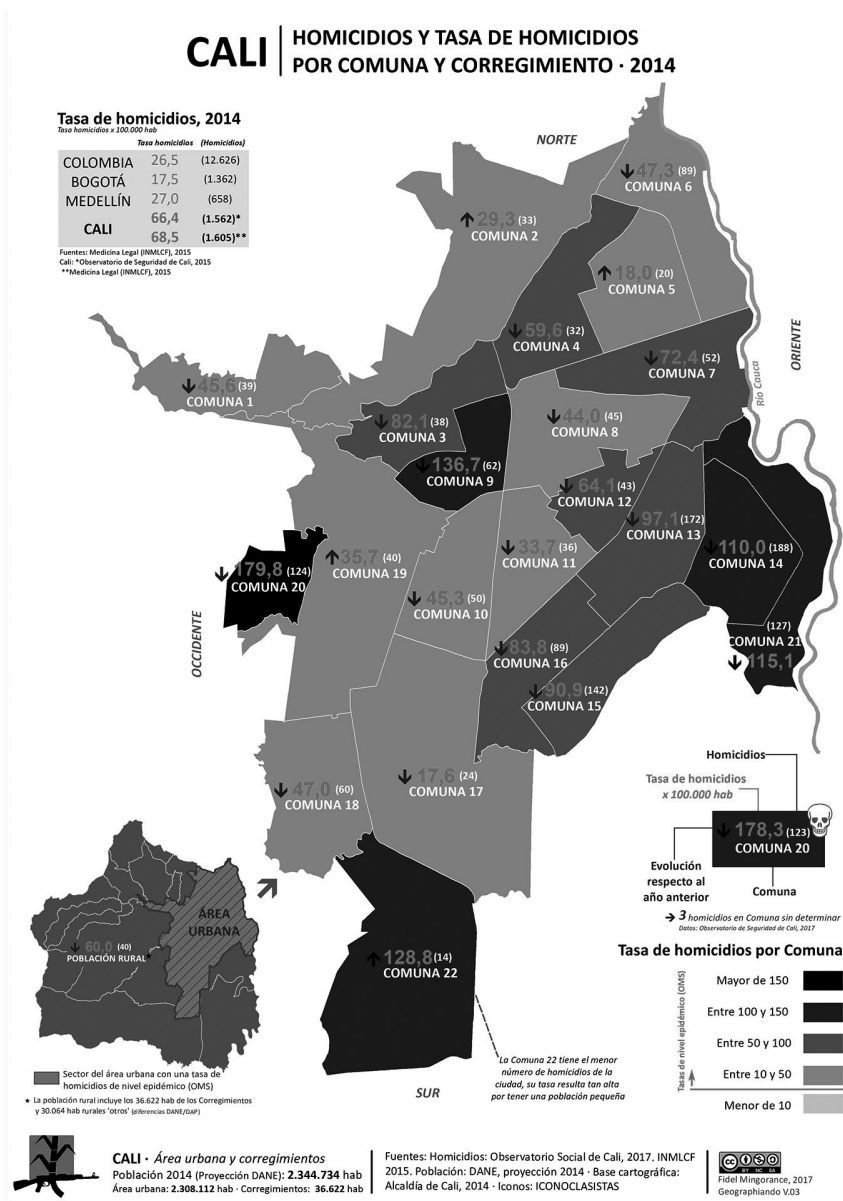 CALI
HOMICIDIOS Y TASA DE HOMICIDIOS
POR COMUNA Y CORREGIMIENTO · 2014
Tasa de homicidios, 2014
Tasa homicidios x 100.000 hab
Tasa homicidios (Homicidios)
COLOMBIA 26,5 (12.626)
BOGOTÁ 17,5 (1.362)
MEDELLÍN 27,0 (658)
CALI 66,4 (1.562)*
68,5 (1.605)**
Fuentes: Medicina Legal (INMLCF), 2015
Cali: *Observatorio de Seguridad de Cali, 2015
**Medicina Legal (INMLCF), 2015
NORTE
47,3 (89)
COMUNA 6
29,3 (33)
COMUNA 2
18,0 (20)
COMUNA 5
59,6 (32)
COMUNA 4
72,4 (52)
COMUNA 7
ORIENTE
Río Cauca
45,6 (39)
COMUNA 1
82,1 (38)
COMUNA 3
44,0 (45)
COMUNA 8
136,7 (62)
COMUNA 9
64,1 (43)
COMUNA 12
97,1 (172)
COMUNA 13
110,0 (188)
COMUNA 14
33,7 (36)
COMUNA 11
35,7 (40)
COMUNA 19
179,8 (124)
COMUNA 20
45,3 (50)
COMUNA 10
OCCIDENTE
(127)
COMUNA 21
115,1
83,8 (89)
COMUNA 16
90,9 (142)
COMUNA 15
47,0 (60)
COMUNA 18
17,6 (24)
COMUNA 17
Homicidios
Tasa de homicidios
x 100.000 hab
178,3 (123)
COMUNA 20
Evolución
respecto al
año anterior
Comuna
→ 3 homicidios en Comuna sin determinar
Datos: Observatorio de Seguridad de Cali, 2017
ÁREA
URBANA
60,0 (40)
POBLACIÓN RURAL*
128,8 (14)
COMUNA 22
Tasa de homicidios por Comuna
Tasas de nivel epidémico (OMS)
Mayor de 150
Entre 100 y 150
Entre 50 y 100
Entre 10 y 50
Menor de 10
La Comuna 22 tiene el menor
número de homicidios de la
ciudad, su tasa resulta tan alta
por tener una población pequeña
SUR
Sector del área urbana con una tasa de
homicidios de nivel epidémico (OMS)
* La población rural incluye los 36.622 hab de los Corregimientos
y 30.064 hab rurales 'otros' (diferencias DANE/DAP)
CALI · Área urbana y corregimientos
Población 2014 (Proyección DANE): 2.344.734 hab
Área urbana: 2.308.112 hab · Corregimientos: 36.622 hab
Fuentes: Homicidios: Observatorio Social de Cali, 2017. INMLCF
2015. Población: DANE, proyección 2014 · Base cartográfica:
Alcaldía de Cali, 2014 · Iconos: ICONOCLASISTAS
cc
BY NC SA
Fidel Mingorance, 2017
Geographiando V.03